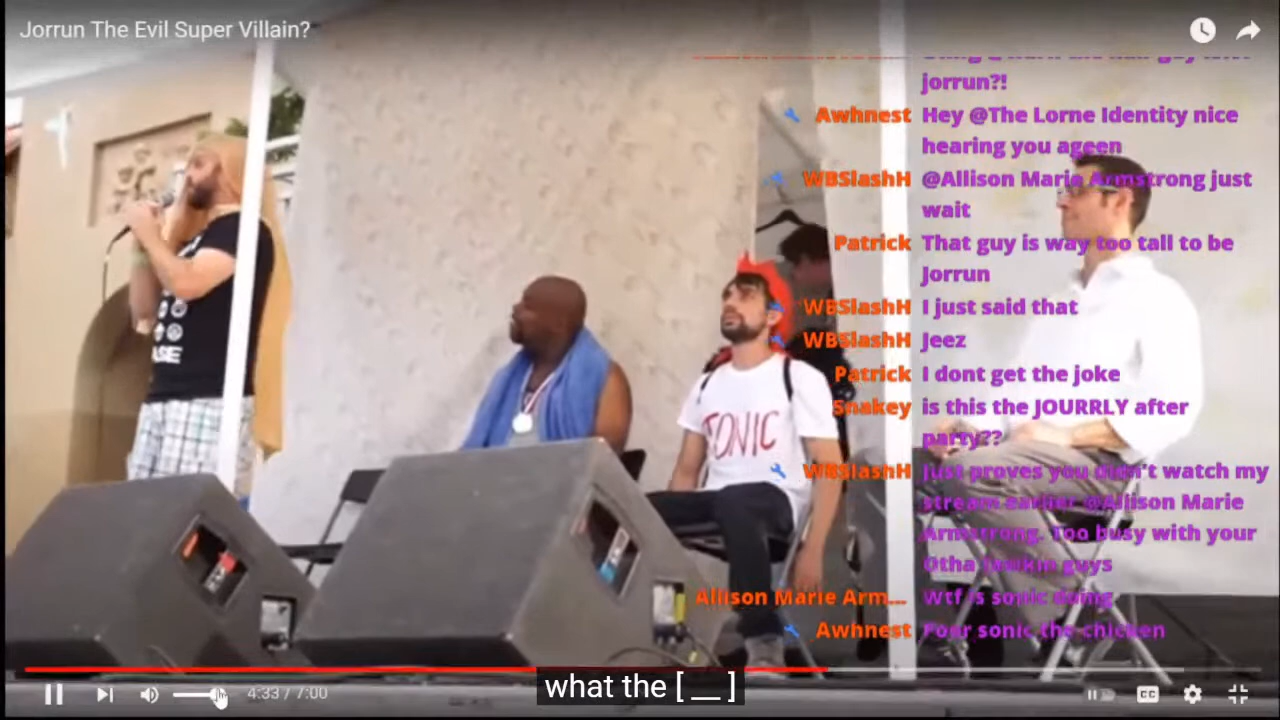 Jorrun The Evil Super Villain?
jorrun?!
Awhnest Hey @The Lorne Identity nice
hearing you ageen
WBSlashH @Allison Marie Armstrong just
wait
Patrick That guy is way too tall to be
Jorrun
WBSlashH I just said that
WBSlashH Jeez
Patrick I dont get the joke
Snakey is this the JOURRLY after
party??
WBSlashH Just proves you didn't watch my
stream earlier @Allison Marie
Armstrong. Too busy with your
Otha guys
Allison Marie Arm... Wtf is sonic
Awhnest Poor sonic the chicken
ASE
SONIC
what the [ __ ]
4:33 / 7:00
CC